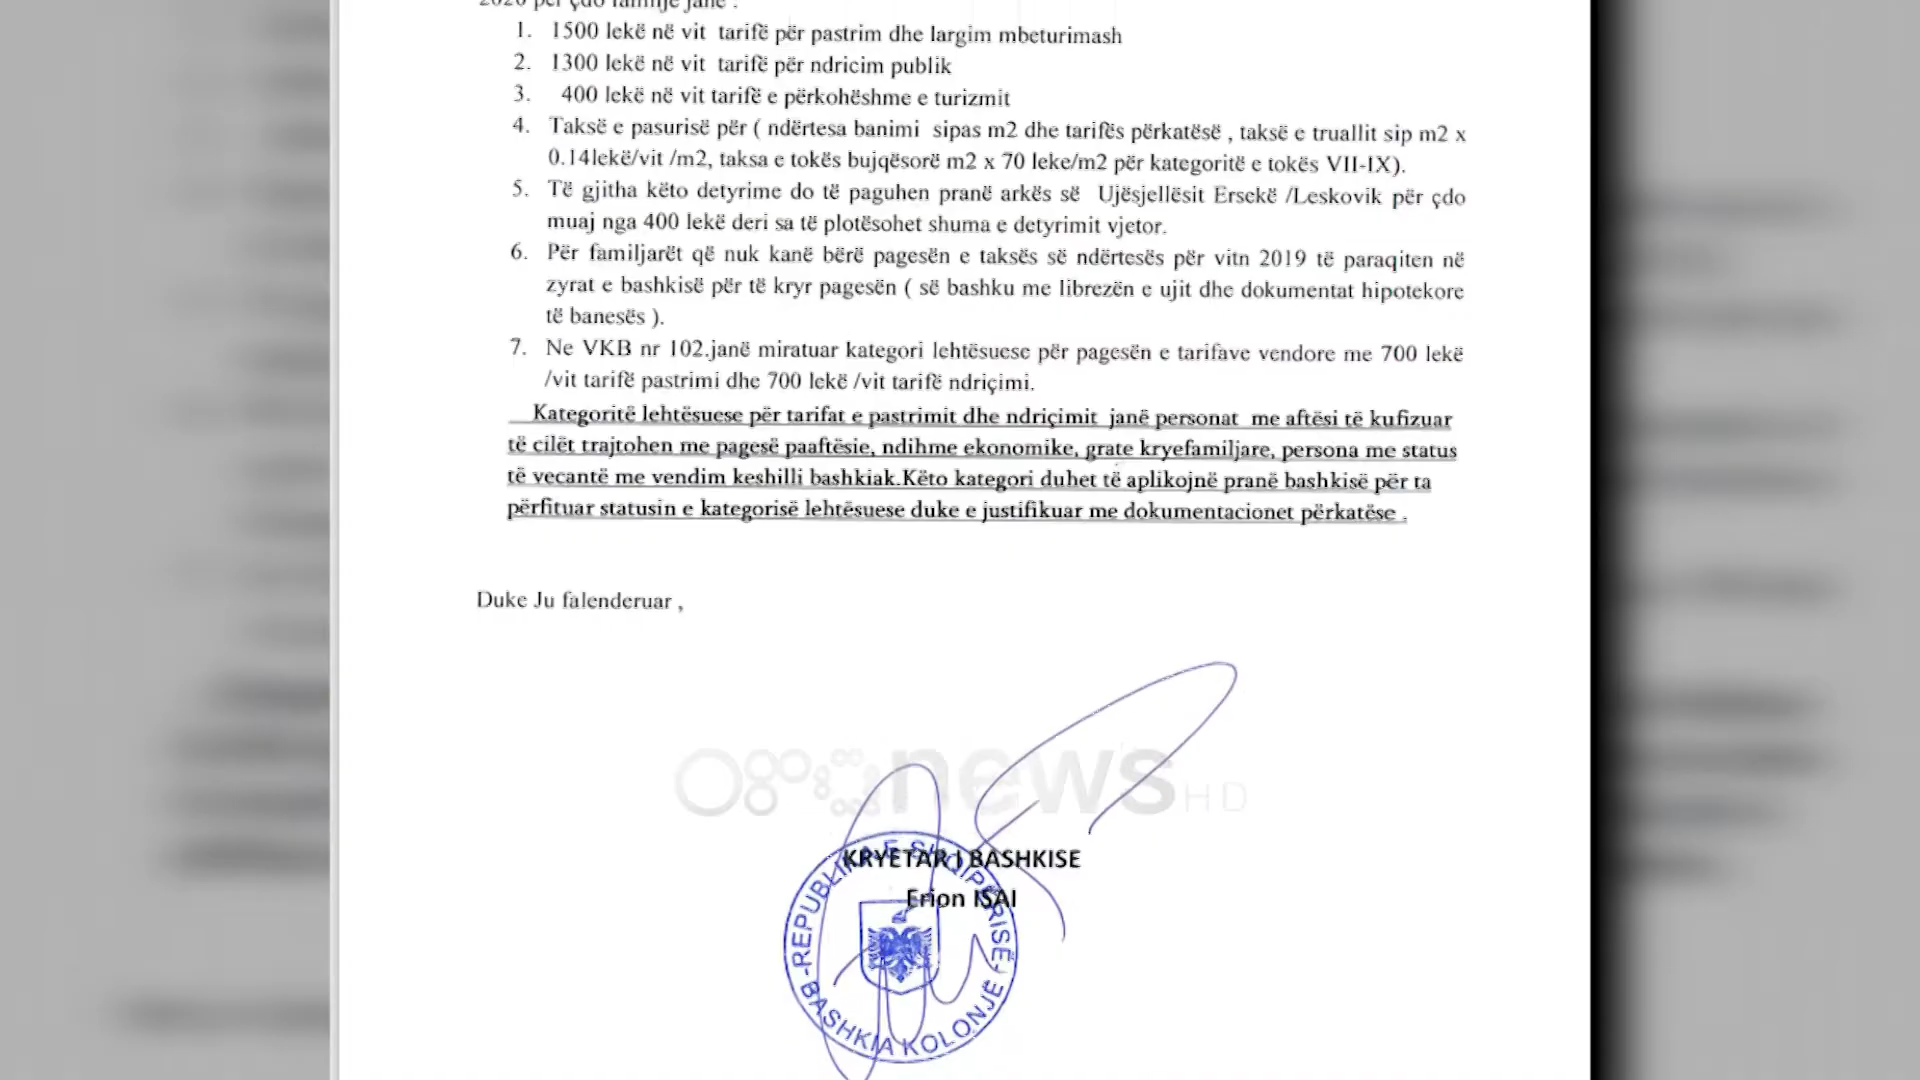 2020 për çdo familje janë :
1. 1500 lekë në vit tarifë për pastrim dhe largim mbeturimash
2. 1300 lekë në vit tarifë për ndricim publik
3. 400 lekë në vit tarifë e përkohëshme e turizmit
4. Taksë e pasurisë për ( ndërtesa banimi sipas m2 dhe tarifës përkatësë , taksë e truallit sip m2 x
0.14lekë/vit /m2, taksa e tokës bujqësorë m2 x 70 leke/m2 për kategoritë e tokës VII-IX).
5. Të gjitha këto detyrime do të paguhen pranë arkës së Ujësjellësit Ersekë /Leskovik për çdo
muaj nga 400 lekë deri sa të plotësohet shuma e detyrimit vjetor.
6. Për familjarët që nuk kanë bërë pagesën e taksës së ndërtesës për vitn 2019 të paraqiten në
zyrat e bashkisë për të kryr pagesën ( së bashku me librezën e ujit dhe dokumentat hipotekore
të banesës ).
7. Ne VKB nr 102.janë miratuar kategori lehtësuese për pagesën e tarifave vendore me 700 lekë
/vit tarifë pastrimi dhe 700 lekë /vit tarifë ndriçimi.
Kategoritë lehtësuese për tarifat e pastrimit dhe ndriçimit janë personat me aftësi të kufizuar
të cilët trajtohen me pagesë paaftësie, ndihme ekonomike, grate kryefamiljare, persona me status
të vecantë me vendim keshilli bashkiak.Këto kategori duhet të aplikojnë pranë bashkisë për ta
përfituar statusin e kategorisë lehtësuese duke e justifikuar me dokumentacionet përkatëse .
Duke Ju falenderuar ,
news HD
KRYETAR I BASHKISE
Erion ISAI
-REPUBLIKA E SHQIPËRISË-
BASHKIA KOLONJË